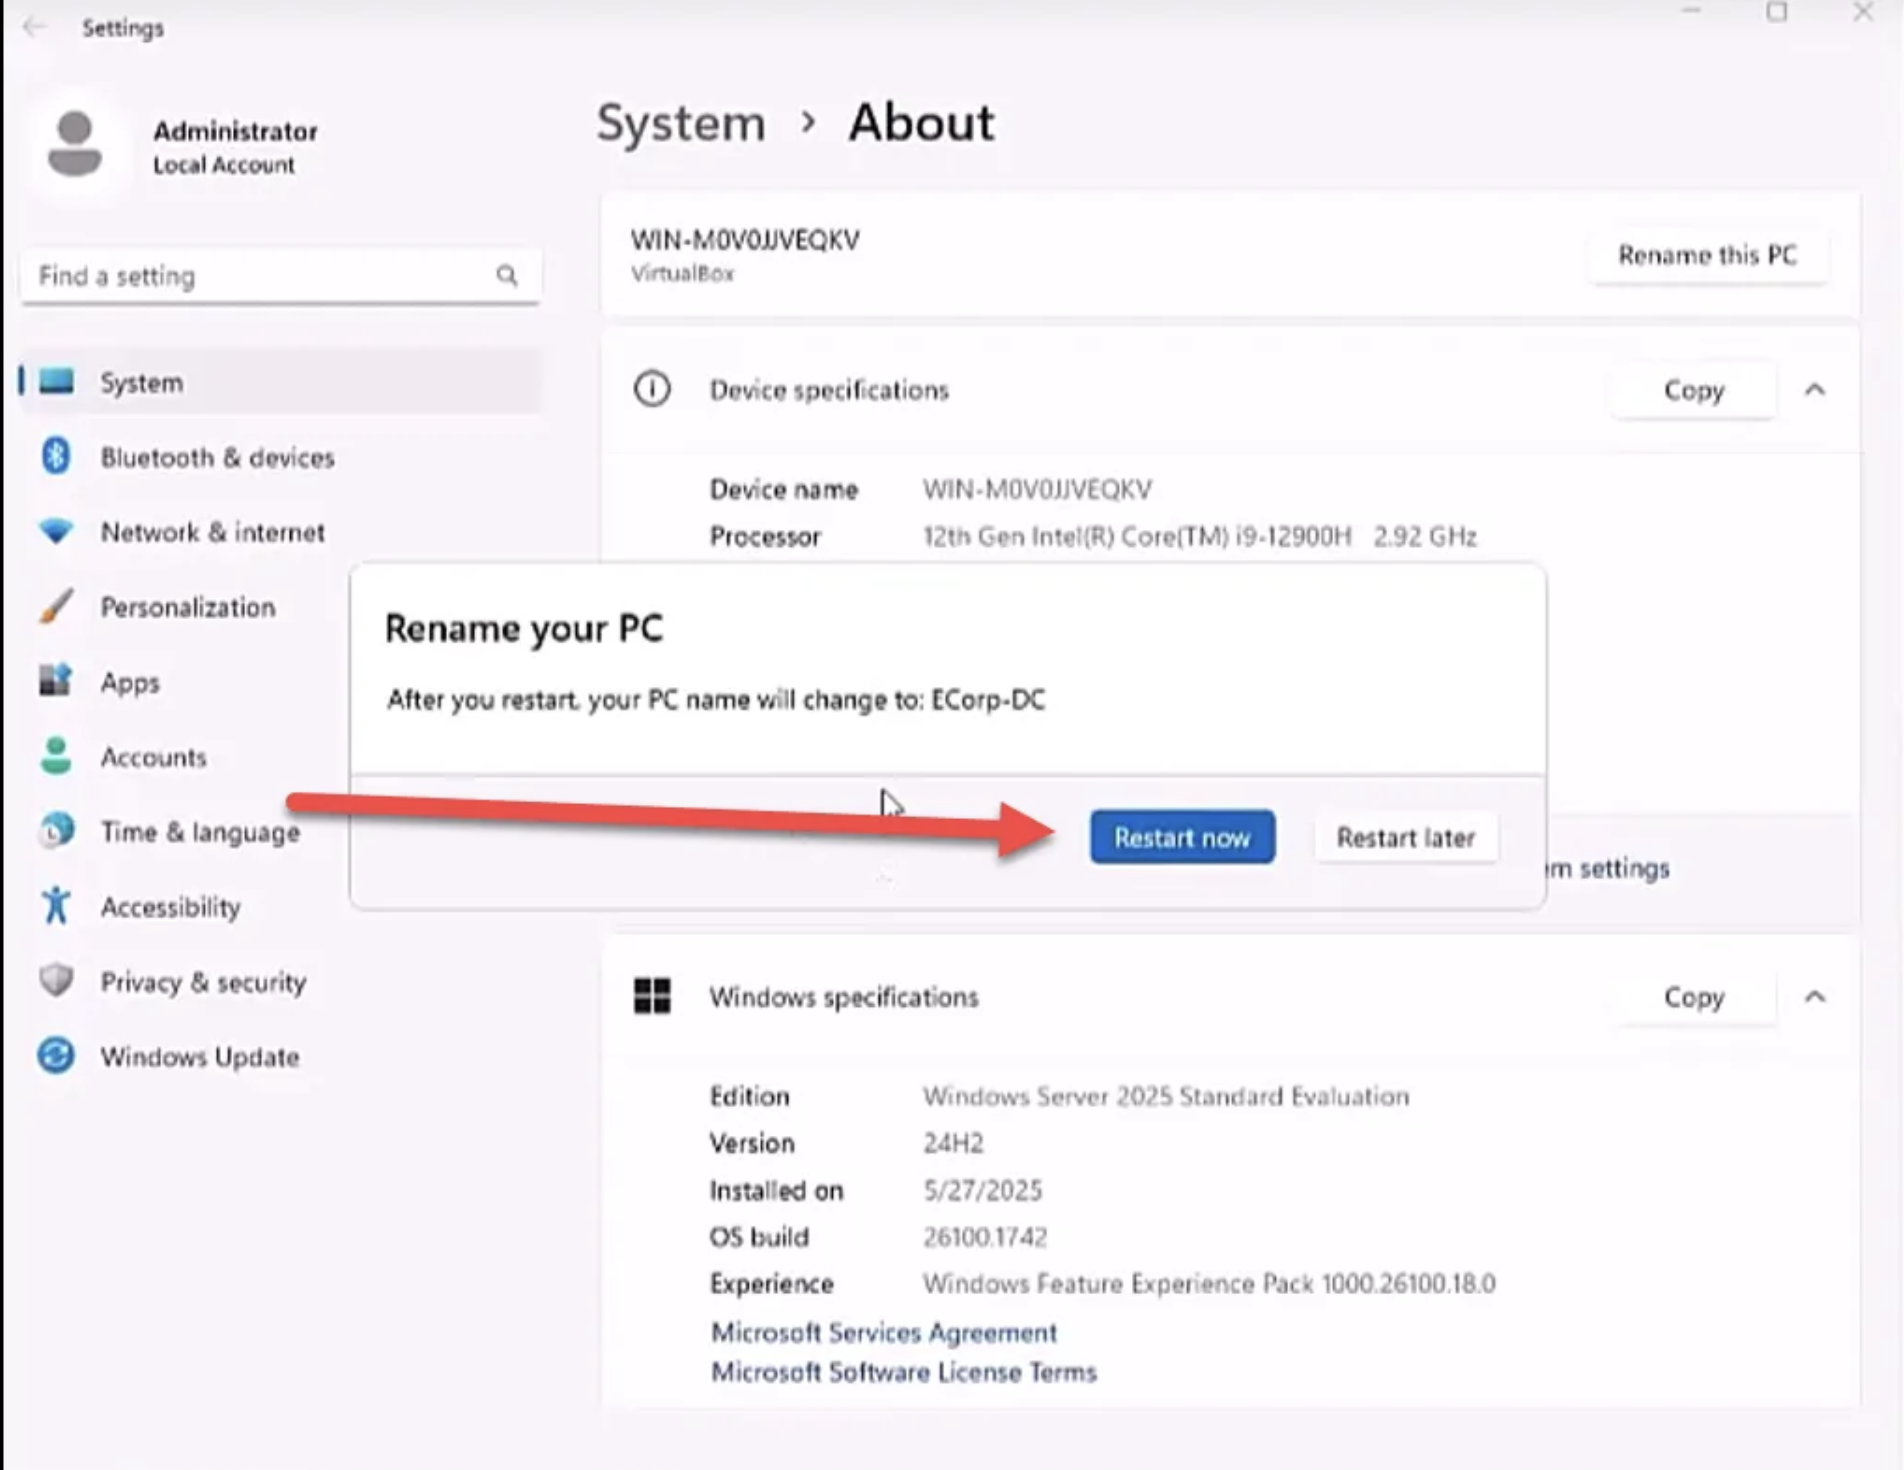 Settings
Administrator
Local Account
Find a setting
System
Bluetooth & devices
Network & internet
Personalization
Apps
Accounts
Time & language
Accessibility
Privacy & security
Windows Update
System > About
WIN-M0V0JJVEQKV
VirtualBox
Rename this PC
Device specifications
Copy
Device name WIN-M0V0JJVEQKV
Processor 12th Gen Intel(R) Core(TM) i9-12900H 2.92 GHz
Rename your PC
After you restart, your PC name will change to: ECorp-DC
Restart now
Restart later
settings
Windows specifications
Copy
Edition Windows Server 2025 Standard Evaluation
Version 24H2
Installed on 5/27/2025
OS build 26100.1742
Experience Windows Feature Experience Pack 1000.26100.18.0
Microsoft Services Agreement
Microsoft Software License Terms